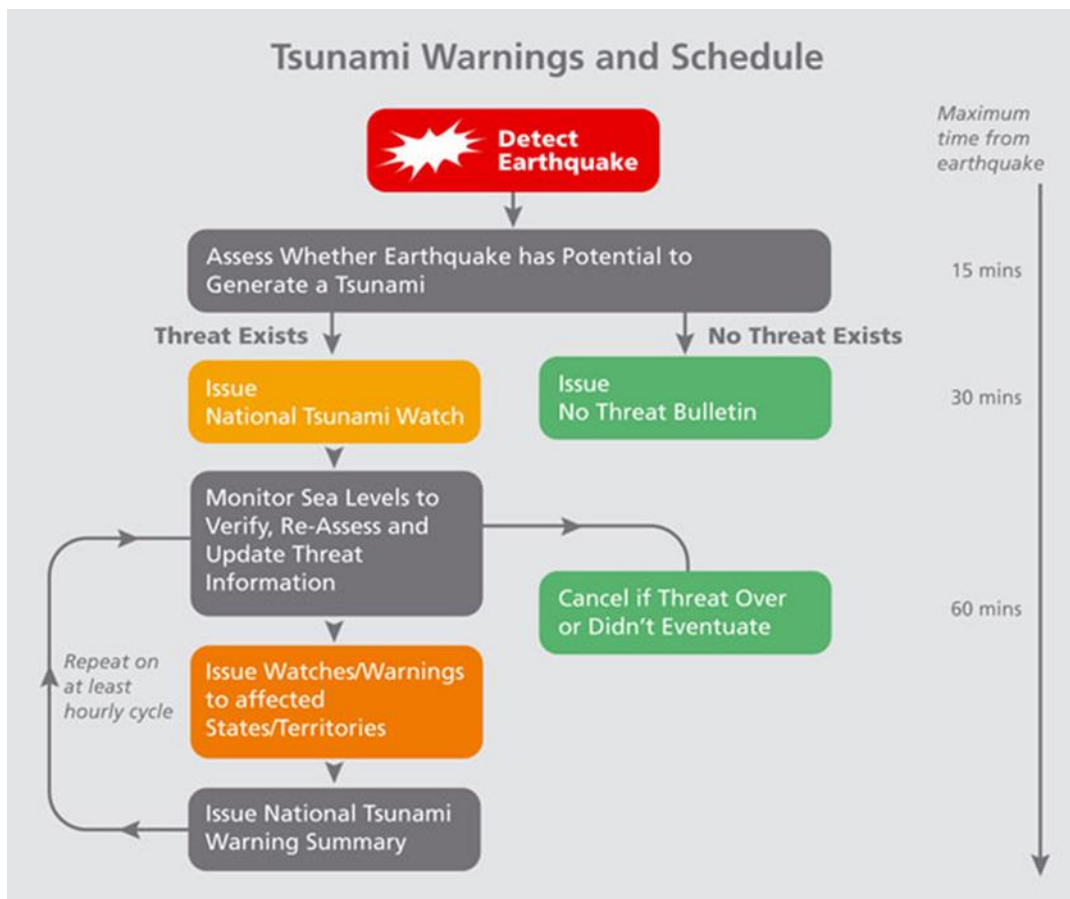 Tsunami Warnings and Schedule
Maximum
time from
earthquake
Detect
Earthquake
Assess Whether Earthquake has Potential to
Generate a Tsunami
15 mins
Threat Exists
No Threat Exists
Issue
National Tsunami Watch
Issue
No Threat Bulletin
30 mins
Monitor Sea Levels to
Verify, Re-Assess and
Update Threat
Information
Cancel if Threat Over
or Didn't Eventuate
60 mins
Repeat on
at least
hourly cycle
Issue Watches/Warnings
to affected
States/Territories
Issue National Tsunami
Warning Summary